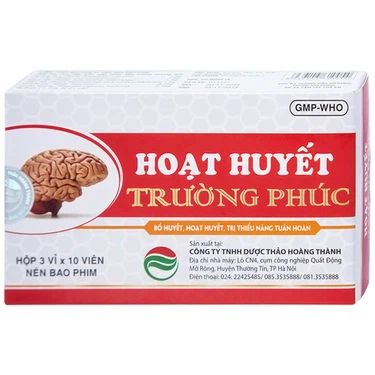 GMP-WHO
HOẠT HUYẾT
TRƯỜNG PHÚC
BỔ HUYẾT, HOẠT HUYẾT, TRỊ THIỂU NĂNG TUẦN HOÀN
Sản xuất tại:
CÔNG TY TNHH DƯỢC THẢO HOÀNG THÀNH
Địa chỉ nhà máy: Lô CN4, cụm công nghiệp Quất Động
Mở Rộng, Huyện Thường Tín, TP Hà Nội
Điện thoại: 024. 22425485/ 085.3535888/ 081.3535888
HỘP 3 VỈ x 10 VIÊN
NÉN BAO PHIM